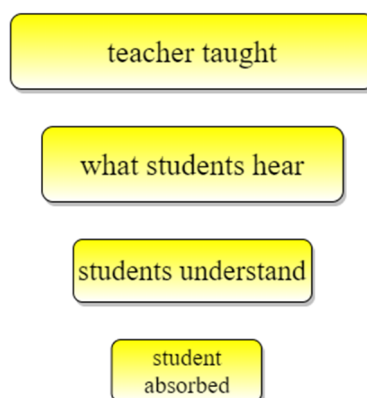 teacher taught
what students hear
students understand
student
absorbed